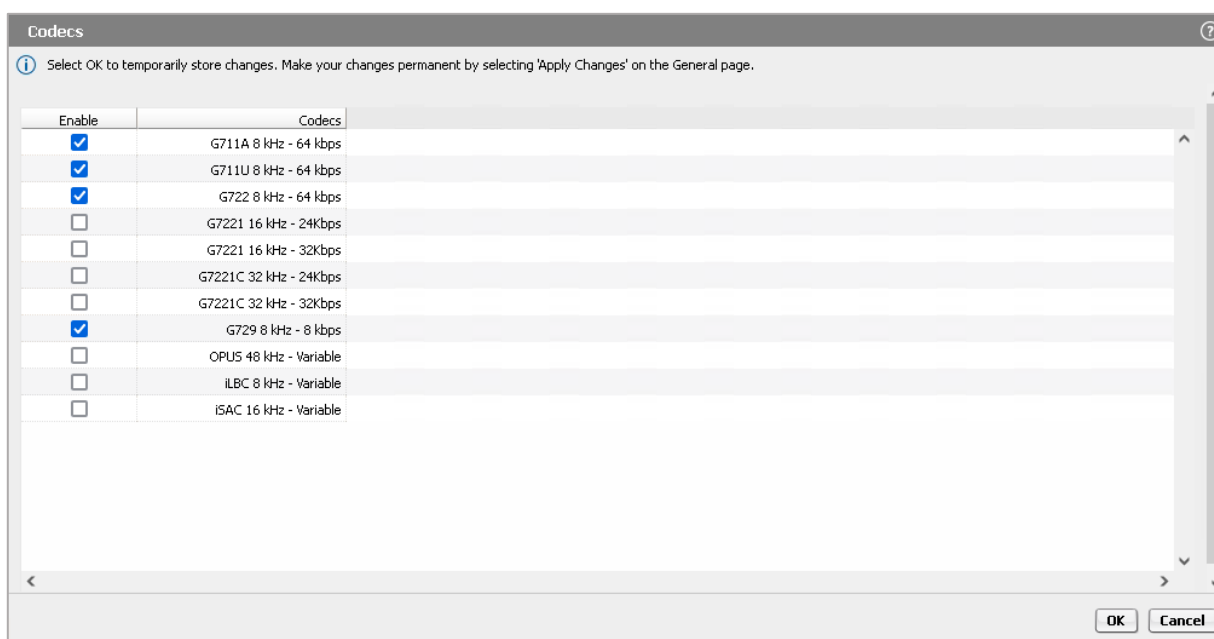 Codecs
Select OK to temporarily store changes. Make your changes permanent by selecting 'Apply Changes' on the General page.
Enable Codecs
G711A 8 kHz - 64 kbps
G711U 8 kHz - 64 kbps
G722 8 kHz - 64 kbps
G7221 16 kHz - 24Kbps
G7221 16 kHz - 32Kbps
G7221C 32 kHz - 24Kbps
G7221C 32 kHz - 32Kbps
G729 8 kHz - 8 kbps
OPUS 48 kHz - Variable
iLBC 8 kHz - Variable
iSAC 16 kHz - Variable
OK Cancel